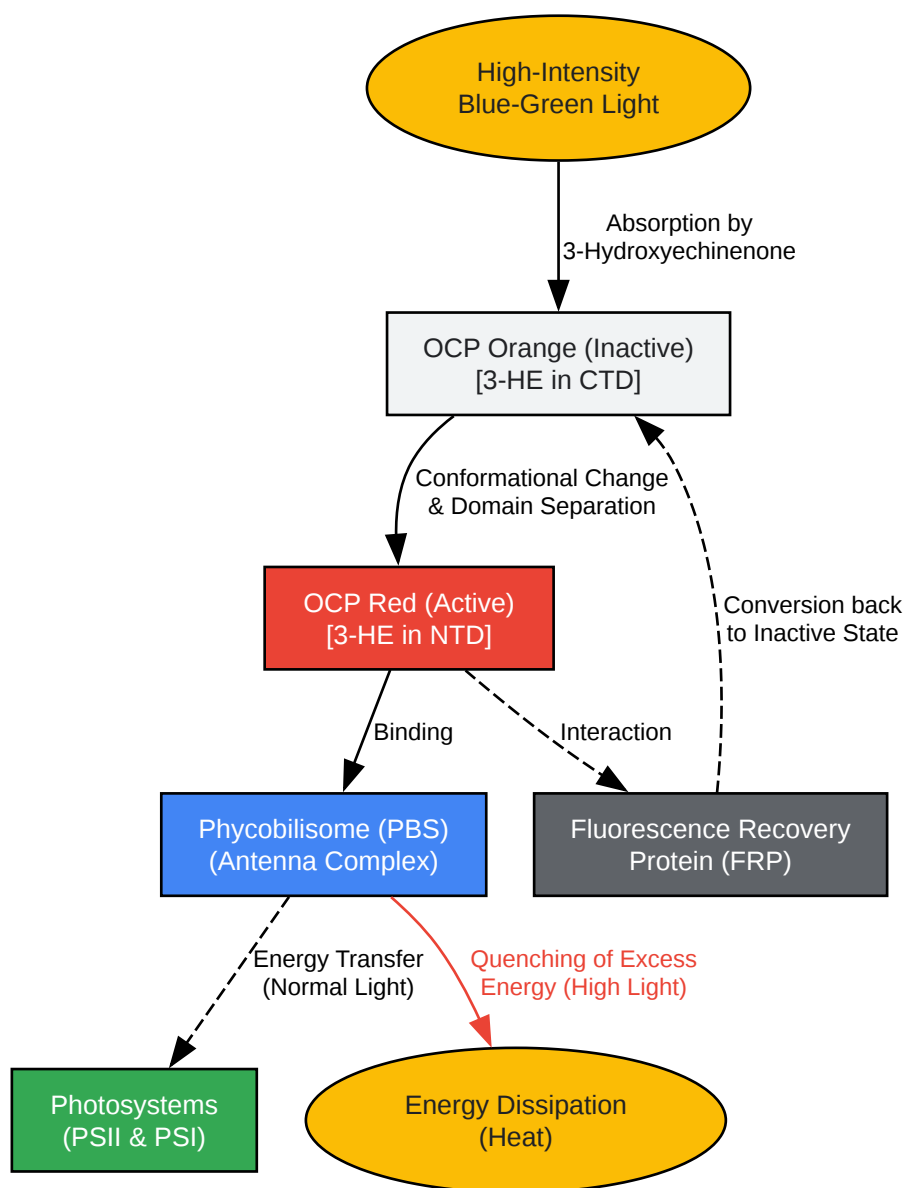 High-Intensity
Blue-Green Light
Absorption by
3-Hydroxyechinenone
OCP Orange (Inactive)
[3-HE in CTD]
Conformational Change
& Domain Separation
OCP Red (Active)
[3-HE in NTD]
Conversion back
to Inactive State
Binding
Interaction
Phycobilisome (PBS)
(Antenna Complex)
Fluorescence Recovery
Protein (FRP)
Energy Transfer
(Normal Light)
Quenching of Excess
Energy (High Light)
Photosystems
(PSII & PSI)
Energy Dissipation
(Heat)